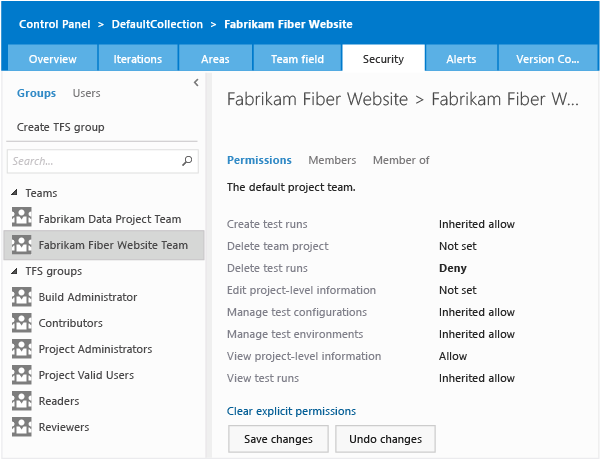 Control Panel > DefaultCollection > Fabrikam Fiber Website
Overview Iterations Areas Team field Security Alerts Version Co...
Groups Users
Create TFS group
Search...
Teams
Fabrikam Data Project Team
Fabrikam Fiber Website Team
TFS groups
Build Administrator
Contributors
Project Administrators
Project Valid Users
Readers
Reviewers
Fabrikam Fiber Website > Fabrikam Fiber W...
Permissions Members Member of
The default project team.
Create test runs Inherited allow
Delete team project Not set
Delete test runs Deny
Edit project-level information Not set
Manage test configurations Inherited allow
Manage test environments Inherited allow
View project-level information Allow
View test runs Inherited allow
Clear explicit permissions
Save changes Undo changes